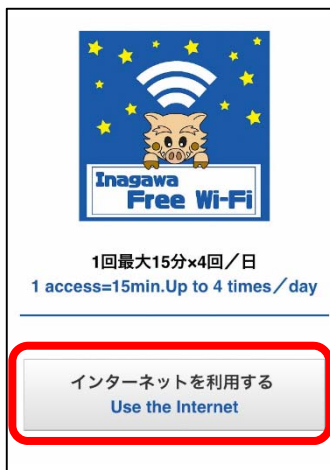 Inagawa
Free Wi-Fi
1回最大15分×4回／日
1 access=15min.Up to 4 times／day
インターネットを利用する
Use the Internet